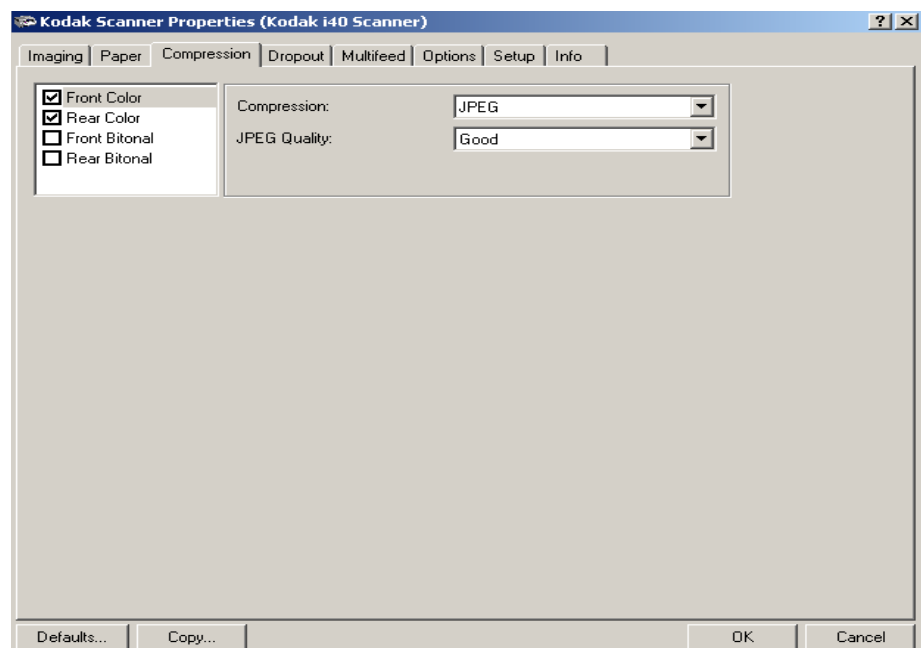 Kodak Scanner Properties (Kodak i40 Scanner)
Imaging Paper Compression Dropout Multifeed Options Setup Info
Front Color
Rear Color
Front Bitonal
Rear Bitonal
Compression: JPEG
JPEG Quality: Good
Defaults... Copy... OK Cancel